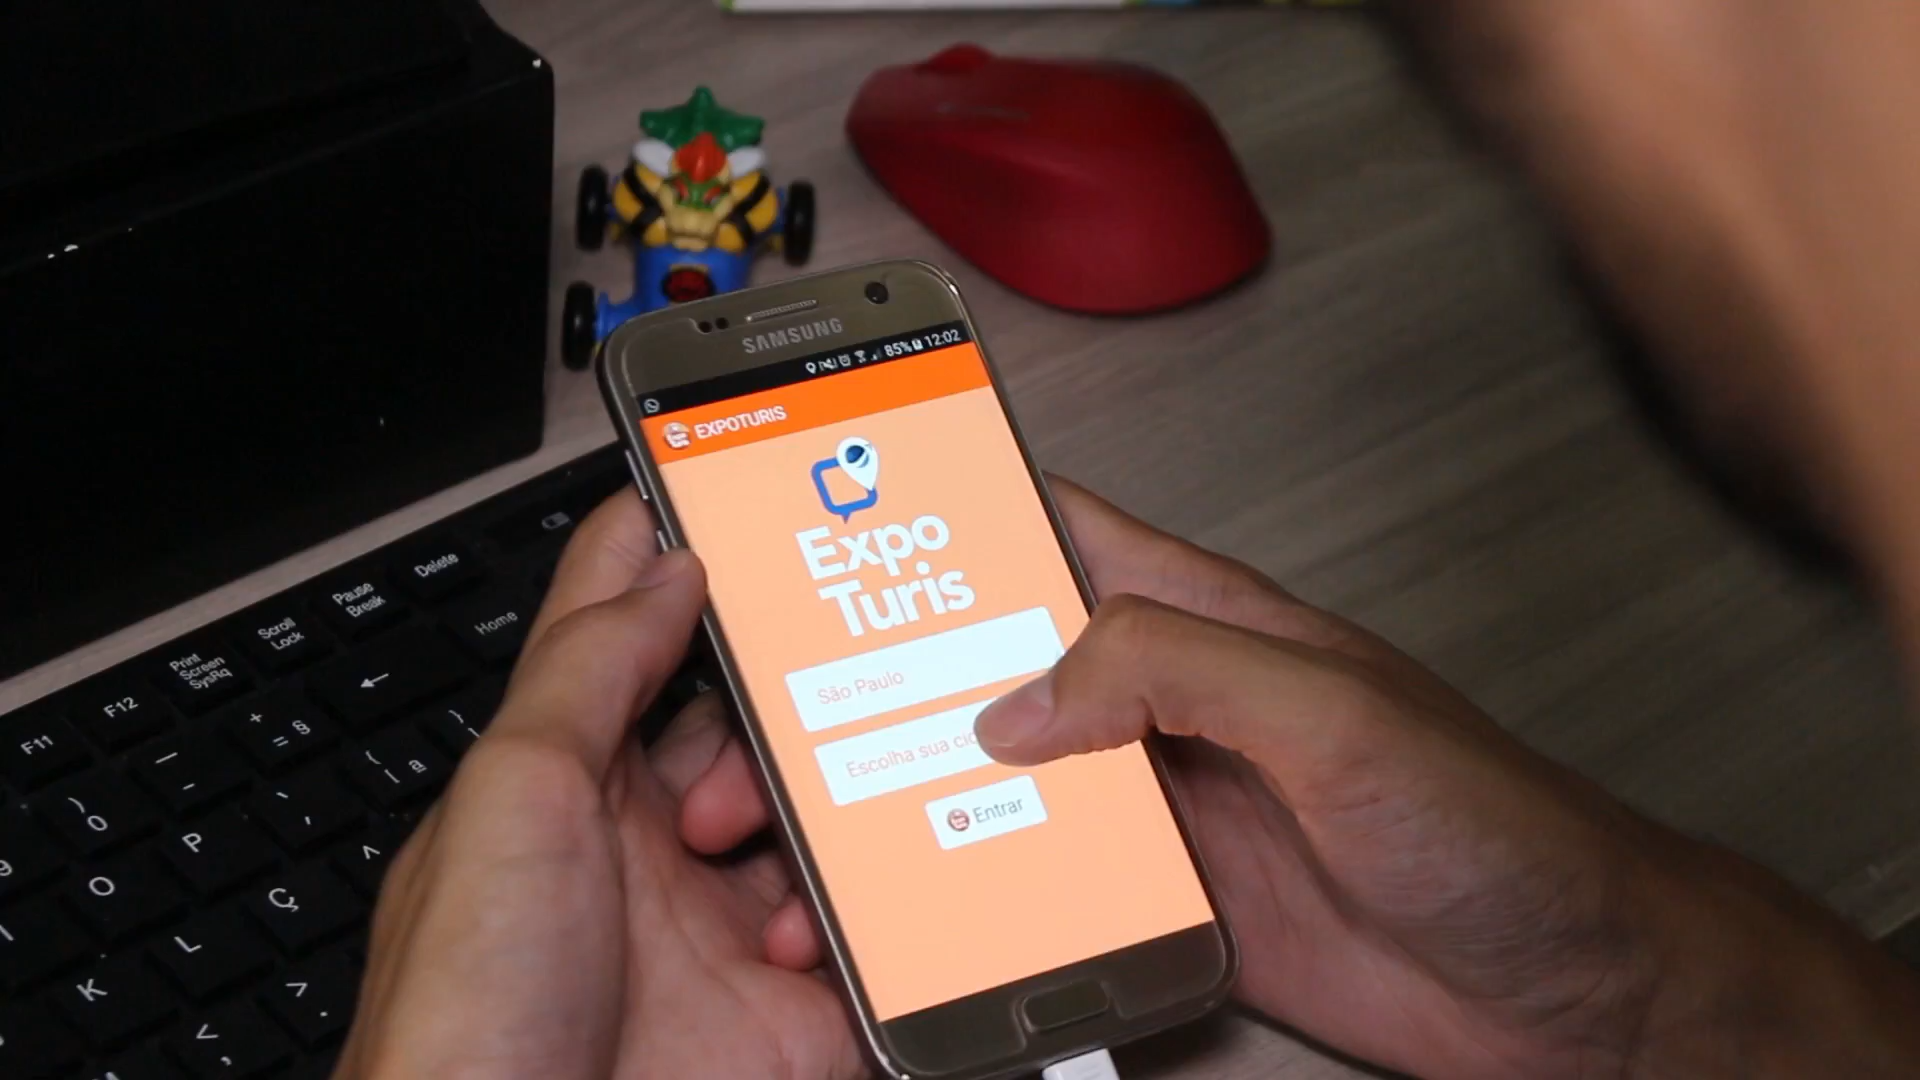 SAMSUNG
85% 12:02
EXPOTURIS
Expo
Turis
São Paulo
Escolha sua
Entrar
Delete
Pause
Break
Home
Scroll
Lock
Print
Screen
SysRq
F12
F11
+
= §
—
-
}
{
[ ª
)
0
P
O
Ç
^
L
K
>
.
<
,